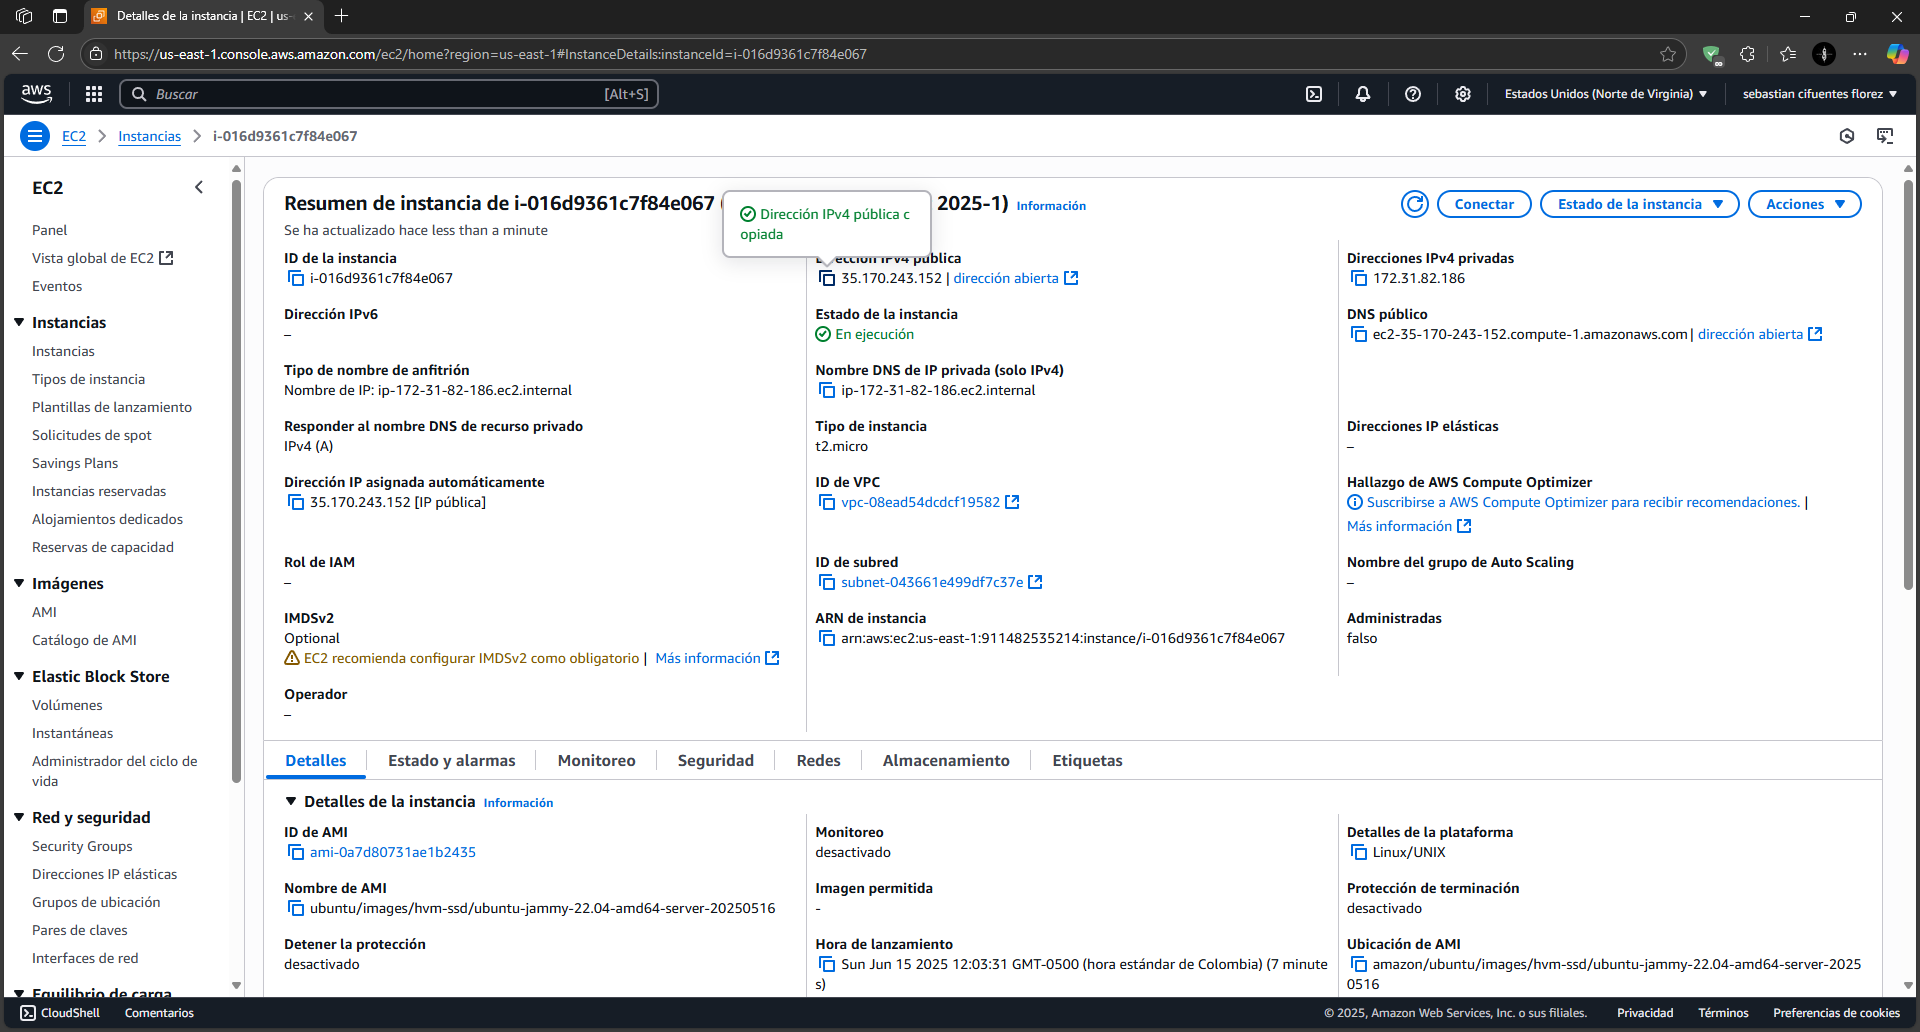 Detalles de la instancia | EC2 | us-
https://us-east-1.console.aws.amazon.com/ec2/home?region=us-east-1#InstanceDetails:instanceId=i-016d9361c7f84e067
aws
Buscar
[Alt+S]
Estados Unidos (Norte de Virginia)
sebastian cifuentes florez
EC2
Instancias
i-016d9361c7f84e067
EC2
Panel
Vista global de EC2
Eventos
Instancias
Instancias
Tipos de instancia
Plantillas de lanzamiento
Solicitudes de spot
Savings Plans
Instancias reservadas
Alojamientos dedicados
Reservas de capacidad
Imágenes
AMI
Catálogo de AMI
Elastic Block Store
Volúmenes
Instantáneas
Administrador del ciclo de
vida
Red y seguridad
Security Groups
Direcciones IP elásticas
Grupos de ubicación
Pares de claves
Interfaces de red
Equilibrio de carga
Resumen de instancia de i-016d9361c7f84e067 ( 2025-1) Información
Se ha actualizado hace less than a minute
Dirección IPv4 pública c
opiada
Conectar
Estado de la instancia
Acciones
ID de la instancia
i-016d9361c7f84e067
Dirección IPv4 pública
35.170.243.152 | dirección abierta
Direcciones IPv4 privadas
172.31.82.186
Dirección IPv6
–
Estado de la instancia
En ejecución
DNS público
ec2-35-170-243-152.compute-1.amazonaws.com | dirección abierta
Tipo de nombre de anfitrión
Nombre de IP: ip-172-31-82-186.ec2.internal
Nombre DNS de IP privada (solo IPv4)
ip-172-31-82-186.ec2.internal
Responder al nombre DNS de recurso privado
IPv4 (A)
Tipo de instancia
t2.micro
Direcciones IP elásticas
–
Dirección IP asignada automáticamente
35.170.243.152 [IP pública]
ID de VPC
vpc-08ead54dcdcf19582
Hallazgo de AWS Compute Optimizer
Suscribirse a AWS Compute Optimizer para recibir recomendaciones. |
Más información
Rol de IAM
–
ID de subred
subnet-043661e499df7c37e
Nombre del grupo de Auto Scaling
–
IMDSv2
Optional
EC2 recomienda configurar IMDSv2 como obligatorio | Más información
ARN de instancia
arn:aws:ec2:us-east-1:911482535214:instance/i-016d9361c7f84e067
Administradas
falso
Operador
–
Detalles
Estado y alarmas
Monitoreo
Seguridad
Redes
Almacenamiento
Etiquetas
Detalles de la instancia Información
ID de AMI
ami-0a7d80731ae1b2435
Monitoreo
desactivado
Detalles de la plataforma
Linux/UNIX
Nombre de AMI
ubuntu/images/hvm-ssd/ubuntu-jammy-22.04-amd64-server-20250516
Imagen permitida
-
Protección de terminación
desactivado
Detener la protección
desactivado
Hora de lanzamiento
Sun Jun 15 2025 12:03:31 GMT-0500 (hora estándar de Colombia) (7 minute
s)
Ubicación de AMI
amazon/ubuntu/images/hvm-ssd/ubuntu-jammy-22.04-amd64-server-2025
0516
CloudShell
Comentarios
© 2025, Amazon Web Services, Inc. o sus filiales.
Privacidad
Términos
Preferencias de cookies